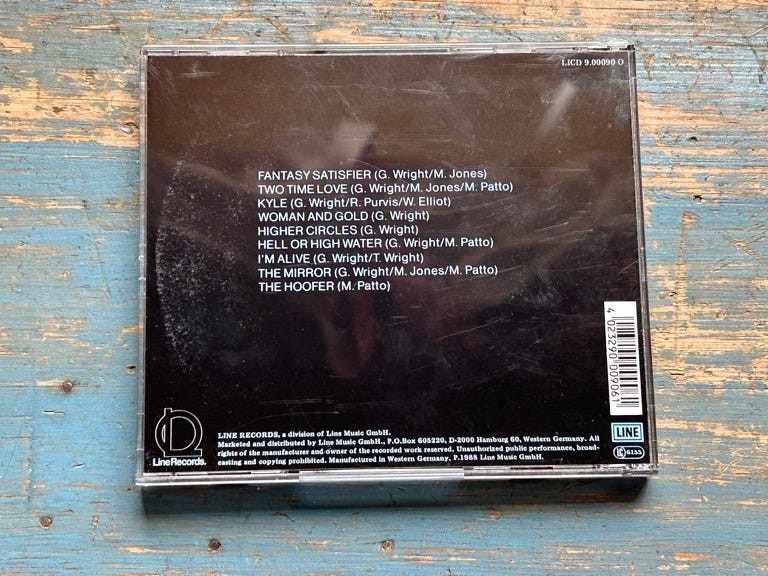 LICD 9.00090 O
FANTASY SATISFIER (G. Wright/M. Jones)
TWO TIME LOVE (G. Wright/M. Jones/M. Patto)
KYLE (G. Wright/R. Purvis/W. Elliot)
WOMAN AND GOLD (G. Wright)
HIGHER CIRCLES (G. Wright)
HELL OR HIGH WATER (G. Wright/M. Patto)
I'M ALIVE (G. Wright/T. Wright)
THE MIRROR (G. Wright/M. Jones/M. Patto)
THE HOOFER (M. Patto)
4 023290 009061
LINE RECORDS, a division of Line Music GmbH.
Marketed and distributed by Line Music GmbH., P.O.Box 605220, D-2000 Hamburg 60, Western Germany. All
rights of the manufacturer and owner of the recorded work reserved. Unauthorized public performance, broad-
casting and copying prohibited. Manufactured in Western Germany, P.1988 Line Music GmbH.
Line Records.
LINE
LC 6155